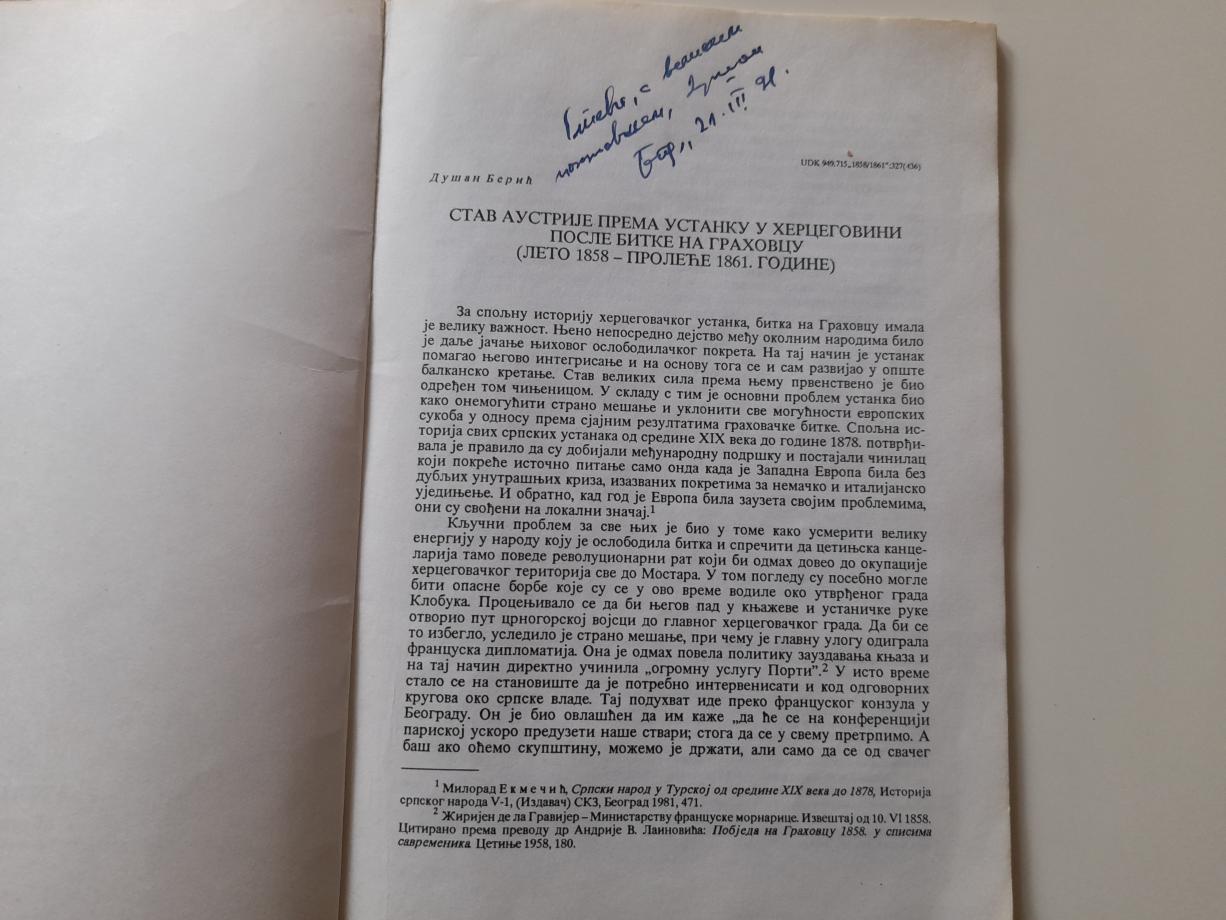 21. III 91.
UDK 949.715„1858/1861":327(436)
Душан Берић
СТАВ АУСТРИЈЕ ПРЕМА УСТАНКУ У ХЕРЦЕГОВИНИ
ПОСЛЕ БИТКЕ НА ГРАХОВЦУ
(ЛЕТО 1858 – ПРОЛЕЋЕ 1861. ГОДИНЕ)
За спољну историју херцеговачког устанка, битка на Граховцу имала
је велику важност. Њено непосредно дејство међу околним народима било
је даље јачање њиховог ослободилачког покрета. На тај начин је устанак
помагао његово интегрисање и на основу тога се и сам развијао у опште
балканско кретање. Став великих сила према њему првенствено је био
одређен том чињеницом. У складу с тим је основни проблем устанка био
како онемогућити страно мешање и уклонити све могућности европских
сукоба у односу према сјајним резултатима граховачке битке. Спољна ис-
торија свих српских устанака од средине XIX века до године 1878. потврђи-
вала је правило да су добијали међународну подршку и постајали чинилац
који покреће источно питање само онда када је Западна Европа била без
дубљих унутрашњих криза, изазваних покретима за немачко и италијанско
уједињење. И обратно, кад год је Европа била заузета својим проблемима,
они су свођени на локални значај.¹
Кључни проблем за све њих је био у томе како усмерити велику
енергију у народу коју је ослободила битка и спречити да цетињска канце-
ларија тамо поведе револуционарни рат који би одмах довео до окупације
херцеговачког територија све до Мостара. У том погледу су посебно могле
бити опасне борбе које су се у ово време водиле око утврђеног града
Клобука. Процењивало се да би његов пад у књажеве и устаничке руке
отворио пут црногорској војсци до главног херцеговачког града. Да би се
то избегло, уследило је страно мешање, при чему је главну улогу одиграла
француска дипломатија. Она је одмах повела политику зауздавања књаза и
на тај начин директно учинила „огромну услугу Порти".² У исто време
стало се на становиште да је потребно интервенисати и код одговорних
кругова око српске владе. Тај подухват иде преко француског конзула у
Београду. Он је био овлашћен да им каже „да ће се на конференцији
париској ускоро предузети наше ствари; стога да се у свему претрпимо. А
баш ако оћемо скупштину, можемо је држати, али само да се од свачег
¹ Милорад Екмечић, Српски народ у Турској од средине XIX века до 1878, Историја
српског народа V-1, (Издавач) СКЗ, Београд 1981, 471.
² Жиријен де ла Гравијер – Министарству француске морнарице. Извештај од 10. VI 1858.
Цитирано према преводу др Андрије В. Лаиновића: Побједа на Граховцу 1858. у списима
савременика. Цетиње 1958, 180.